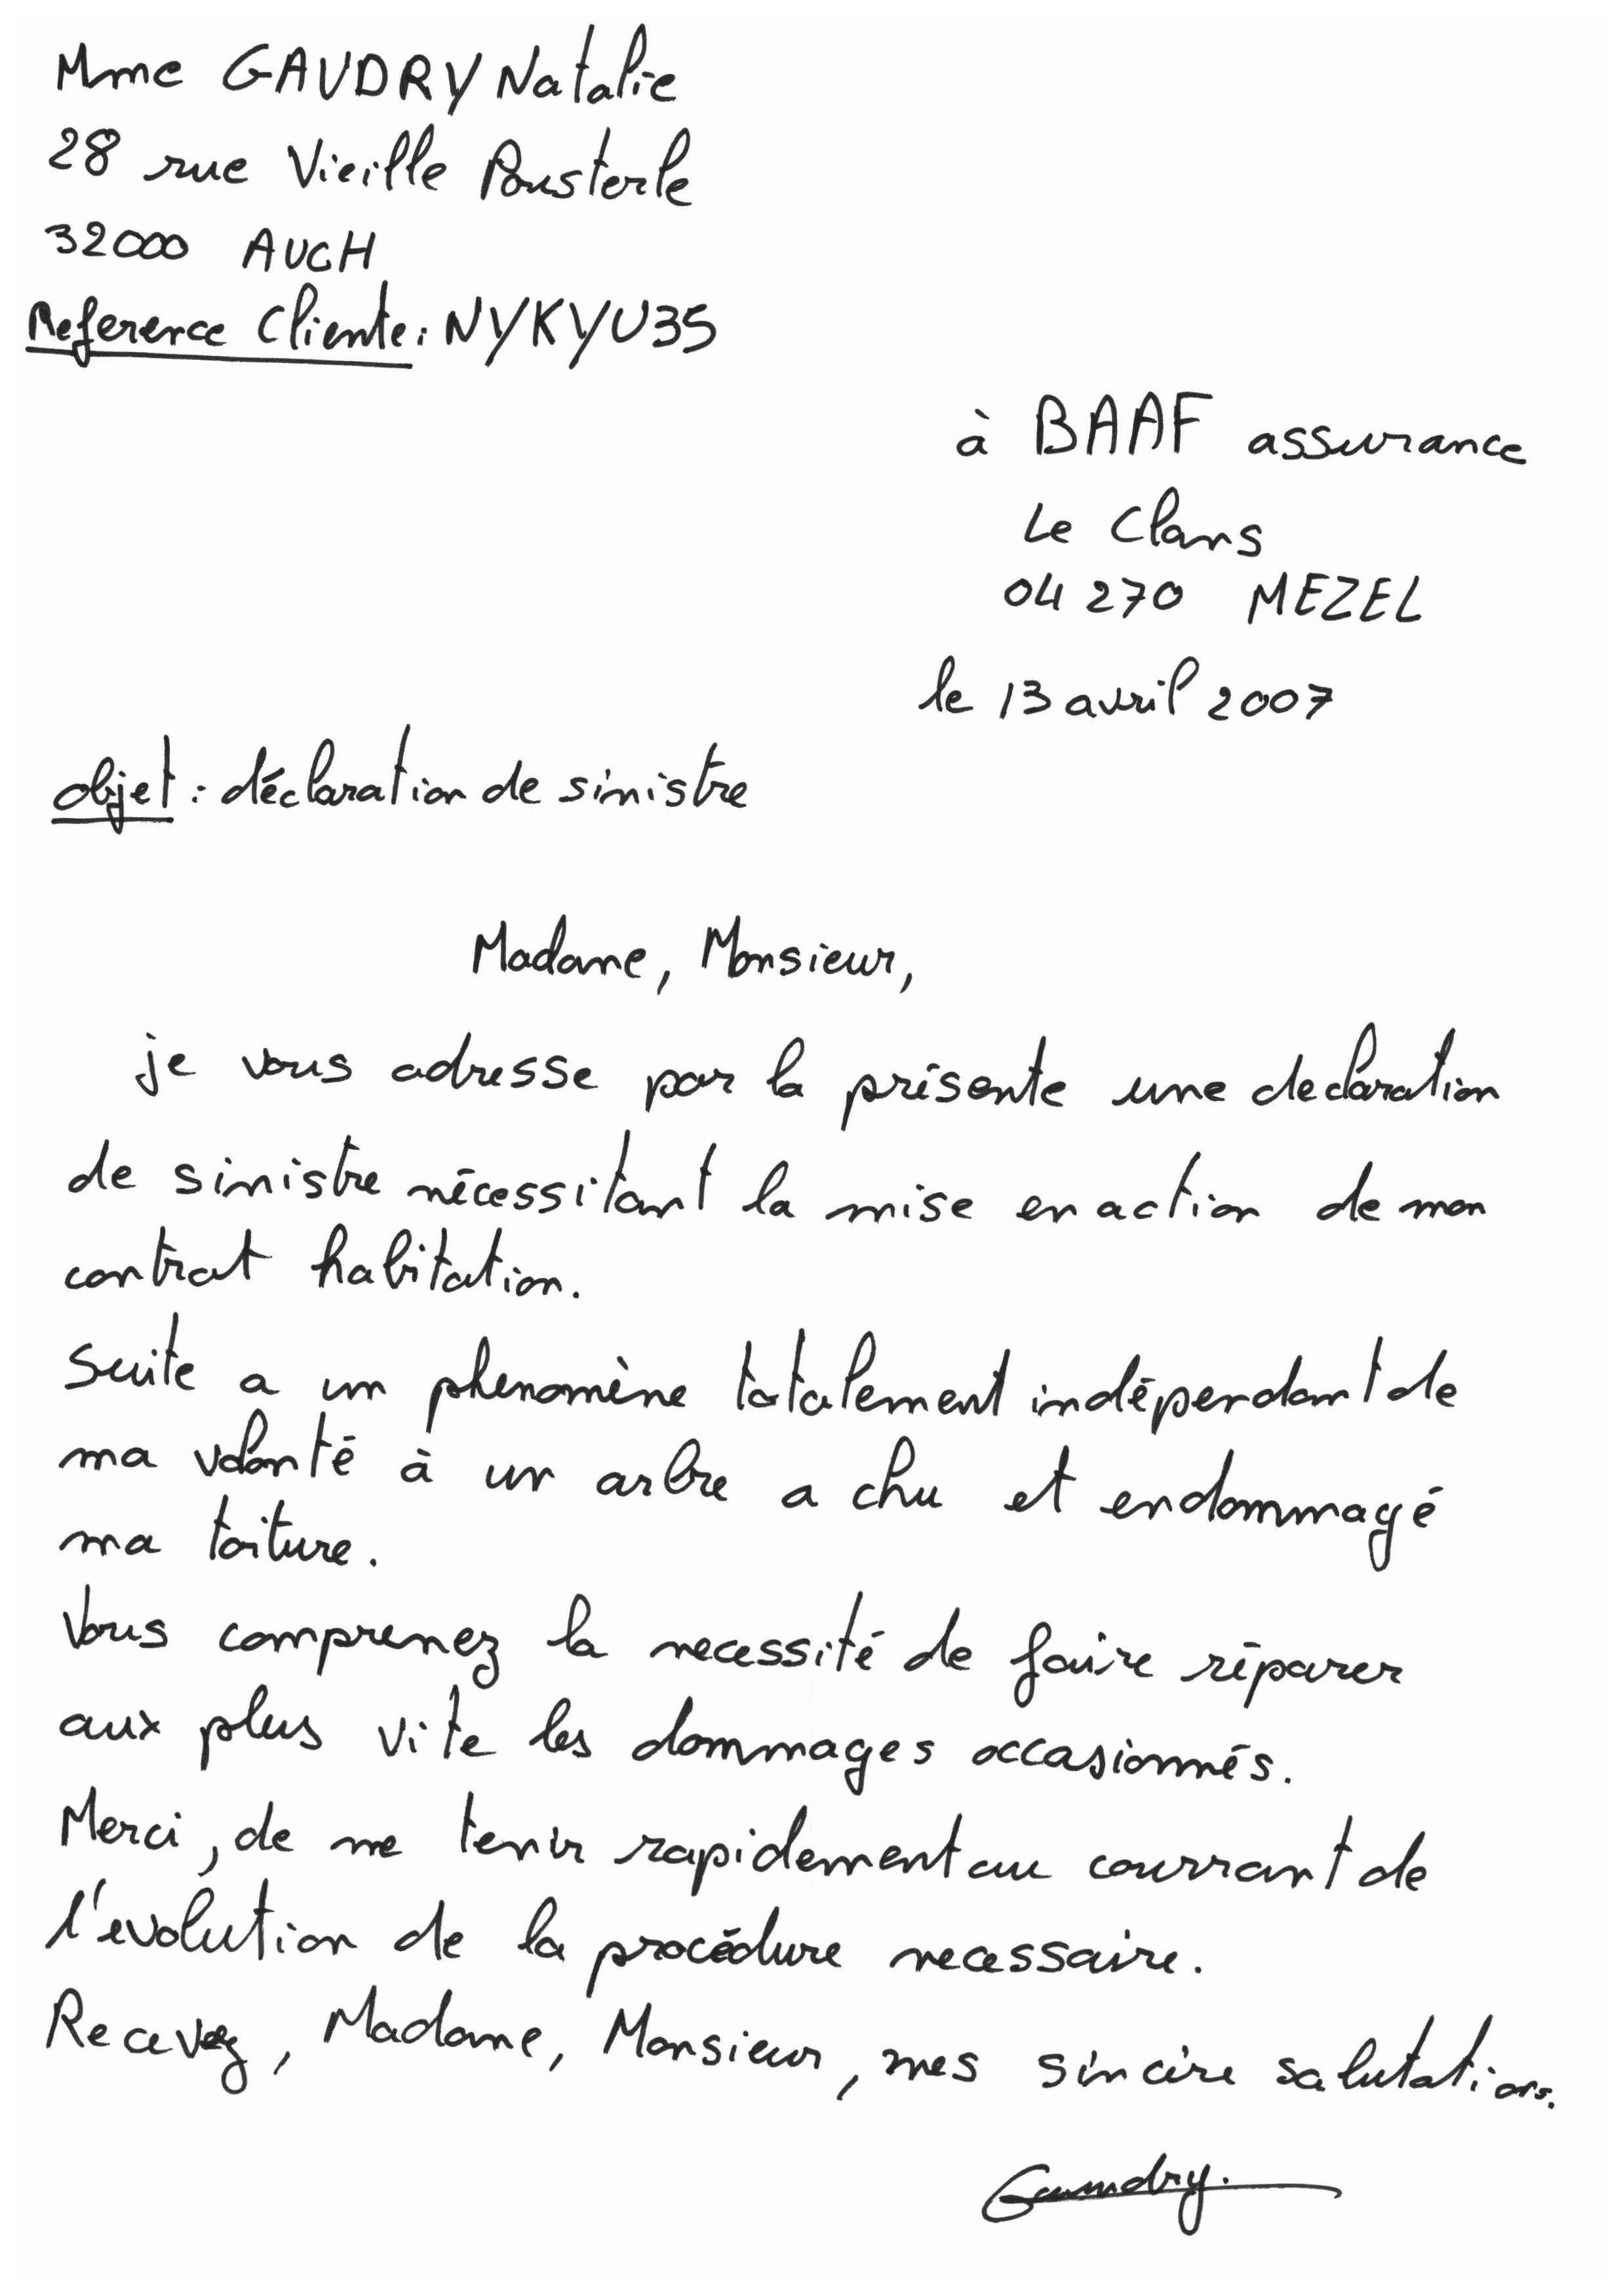 Mme GAUDRY Natalie
28 rue Vieille Pousterle
32000 AUCH
Reference Cliente : NYKYU35
à BAAF assurance
Le Clans
04 270 MEZEL
le 13 avril 2007
objet : déclaration de sinistre
Madame, Monsieur,
je vous adresse par la présente une declaration
de sinistre nécessitant la mise en action de mon
contrat habitation.
Suite a un phenomène totalement indépendant de
ma volonté à un arbre a chu et endommagé
ma toiture.
Vous comprenez la necessité de faire réparer
aux plus vite les dommages occasionnés.
Merci, de me tenir rapidement au courrant de
l'evolution de la procédure necessaire.
Recevez, Madame, Monsieur, mes sincère salutations.
Gaudry.